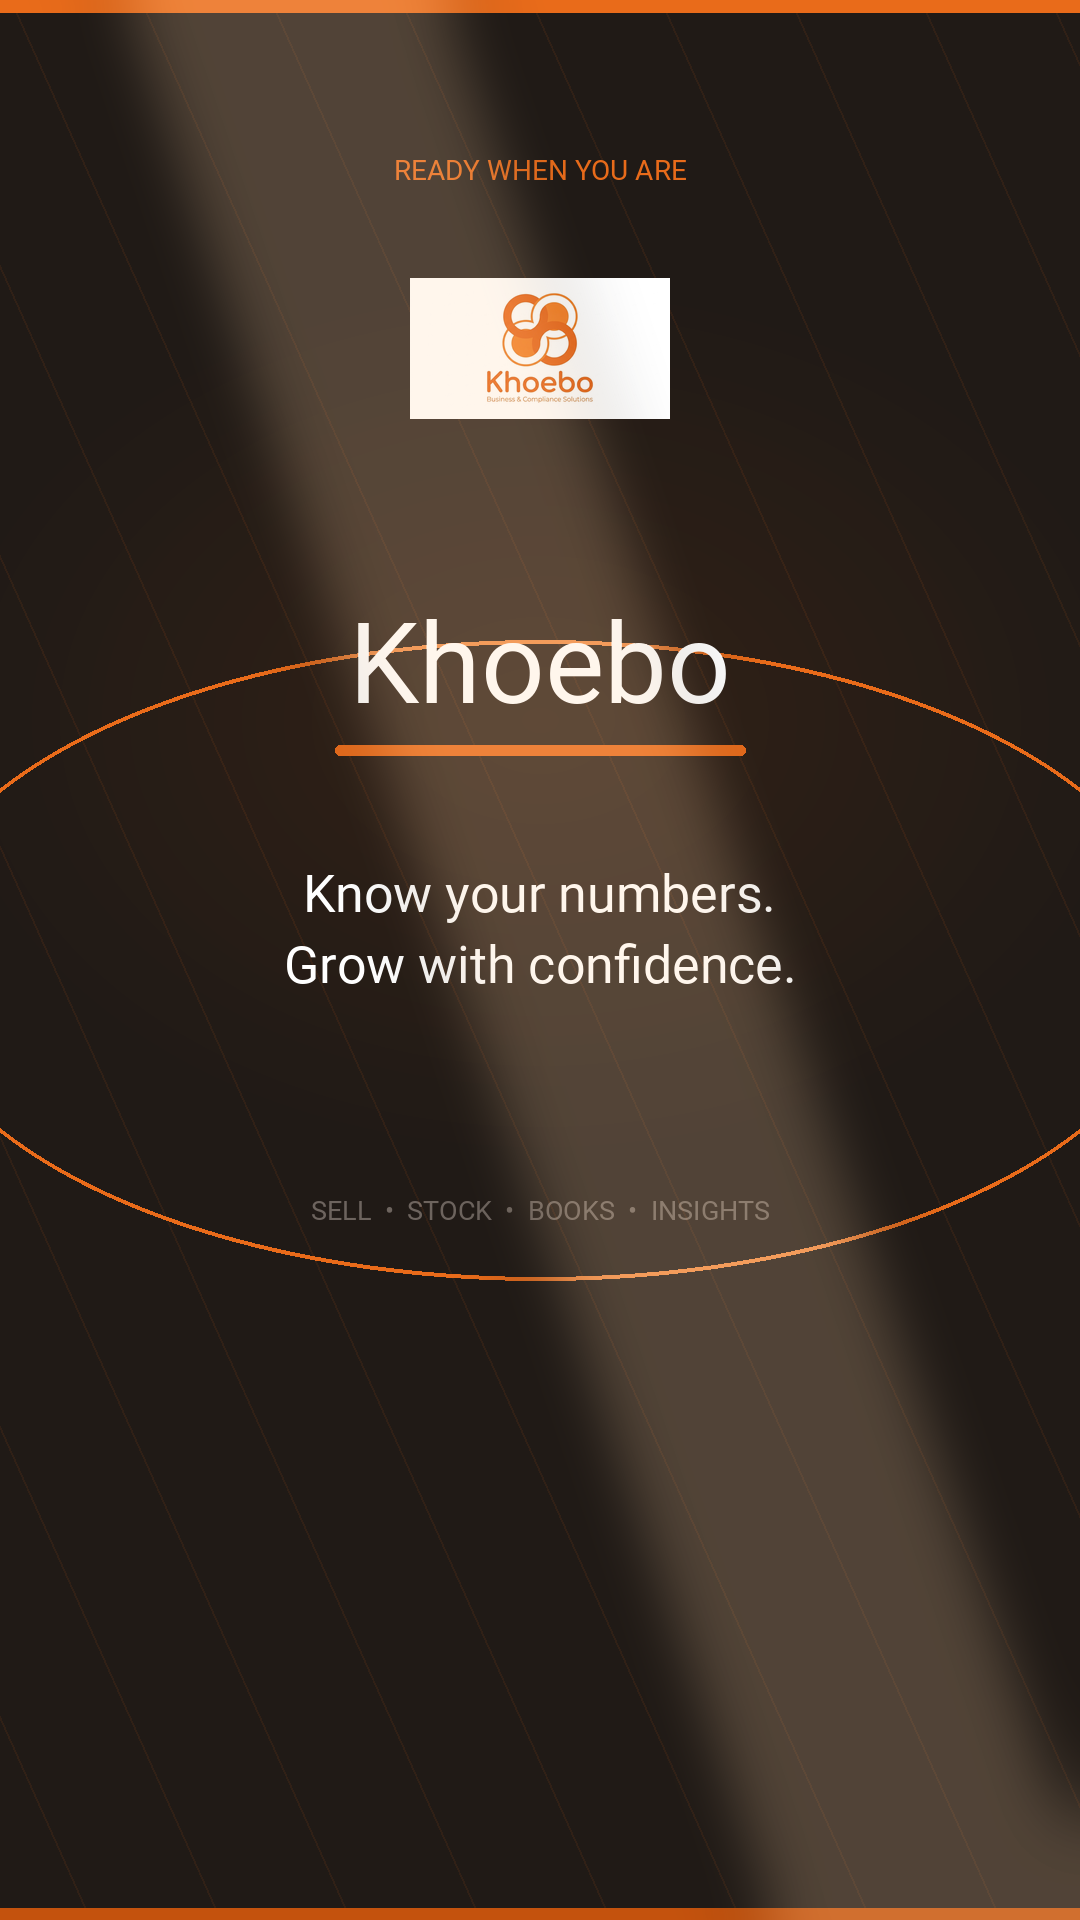 READY WHEN YOU ARE
Khoebo
Business & Compliance Solutions
Khoebo
Know your numbers.
Grow with confidence.
SELL • STOCK • BOOKS • INSIGHTS